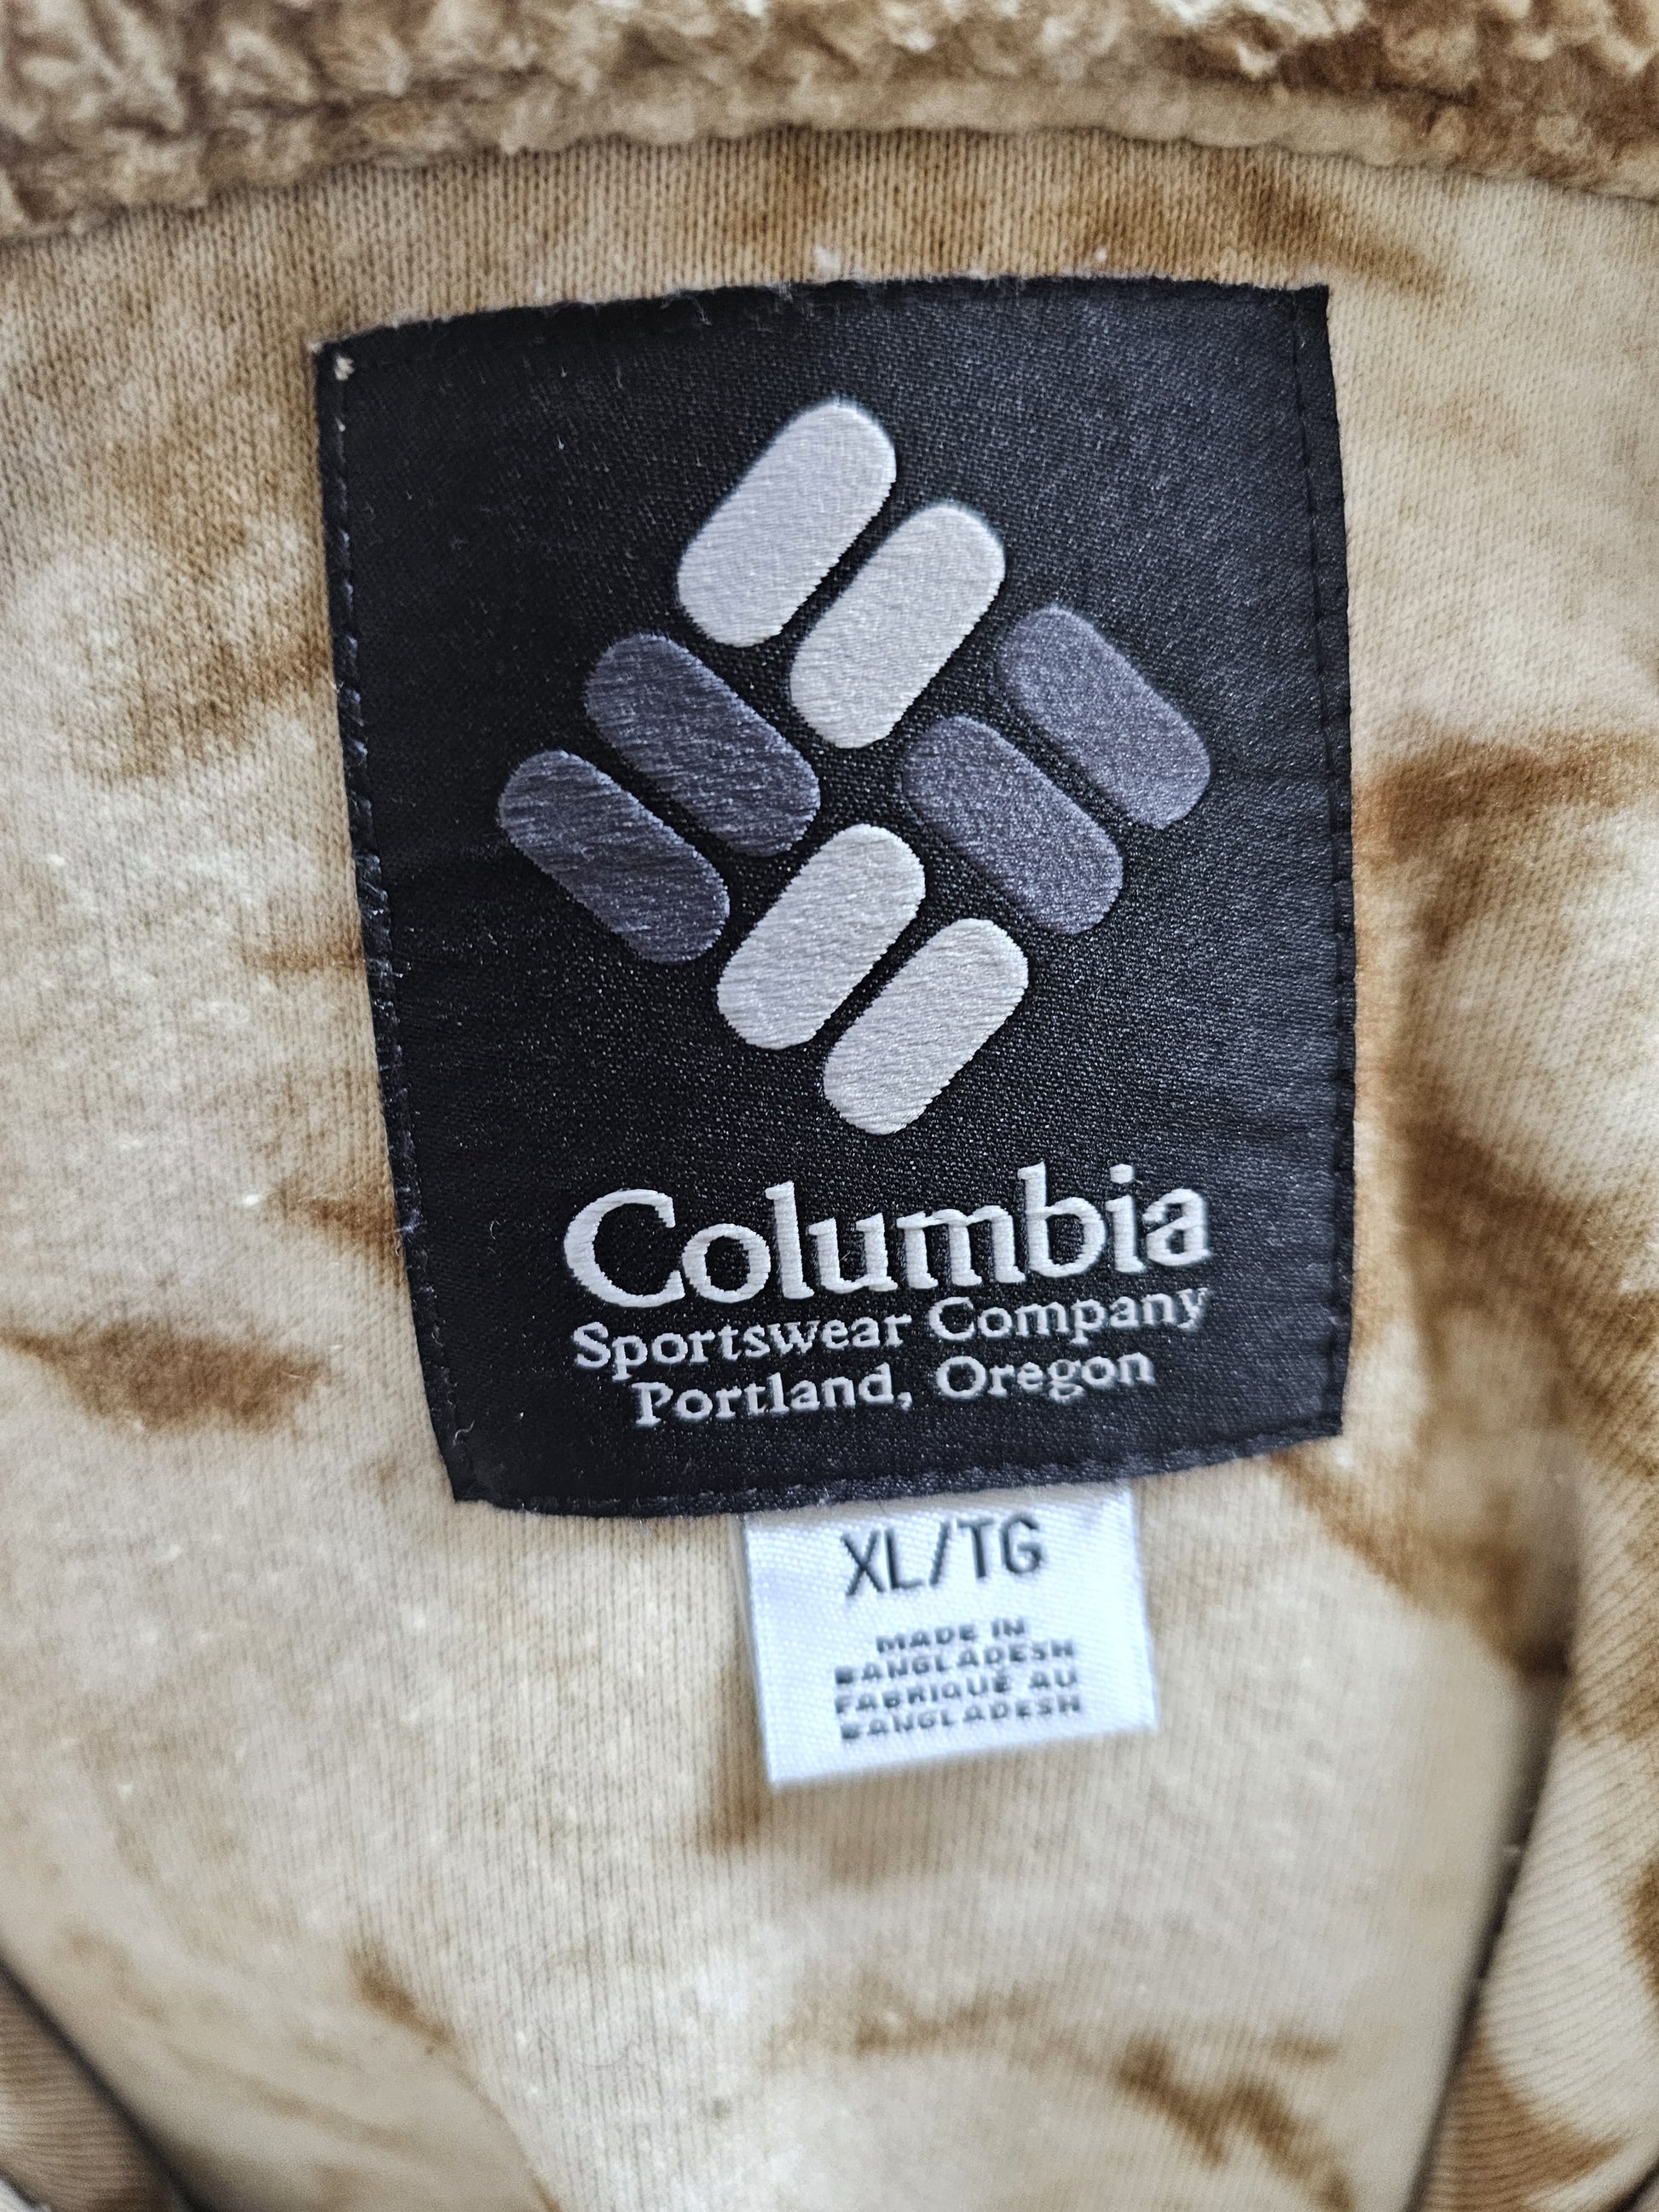 Columbia
Sportswear Company
Portland, Oregon
XL/TG
MADE IN
BANGLADESH
FABRIQUÉ AU
BANGLADESH